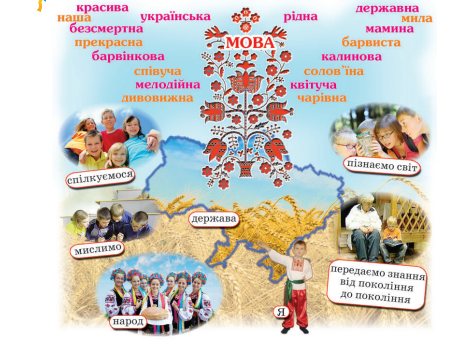 красива
державна
наша
українська
рідна
мила
безсмертна
мамина
прекрасна
МОВА
барвиста
барвінкова
калинова
співуча
солов'їна
мелодійна
квітуча
дивовижна
чарівна
спілкуємося
пізнаємо світ
держава
мислимо
передаємо знання
від покоління
до покоління
народ
Я